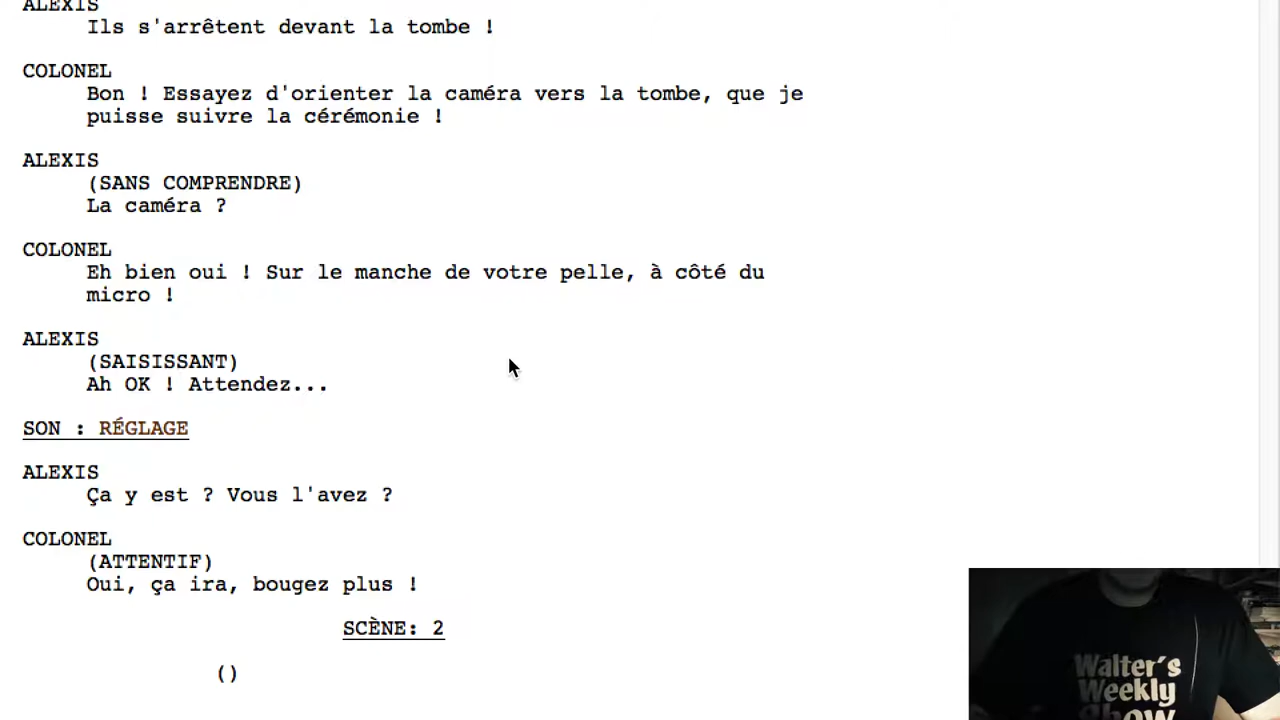 ALEXIS
Ils s'arrêtent devant la tombe !
COLONEL
Bon ! Essayez d'orienter la caméra vers la tombe, que je
puisse suivre la cérémonie !
ALEXIS
(SANS COMPRENDRE)
La caméra ?
COLONEL
Eh bien oui ! Sur le manche de votre pelle, à côté du
micro !
ALEXIS
(SAISISSANT)
Ah OK ! Attendez...
SON : RÉGLAGE
ALEXIS
Ça y est ? Vous l'avez ?
COLONEL
(ATTENTIF)
Oui, ça ira, bougez plus !
SCÈNE: 2
()
Walter's
Weekly
Show